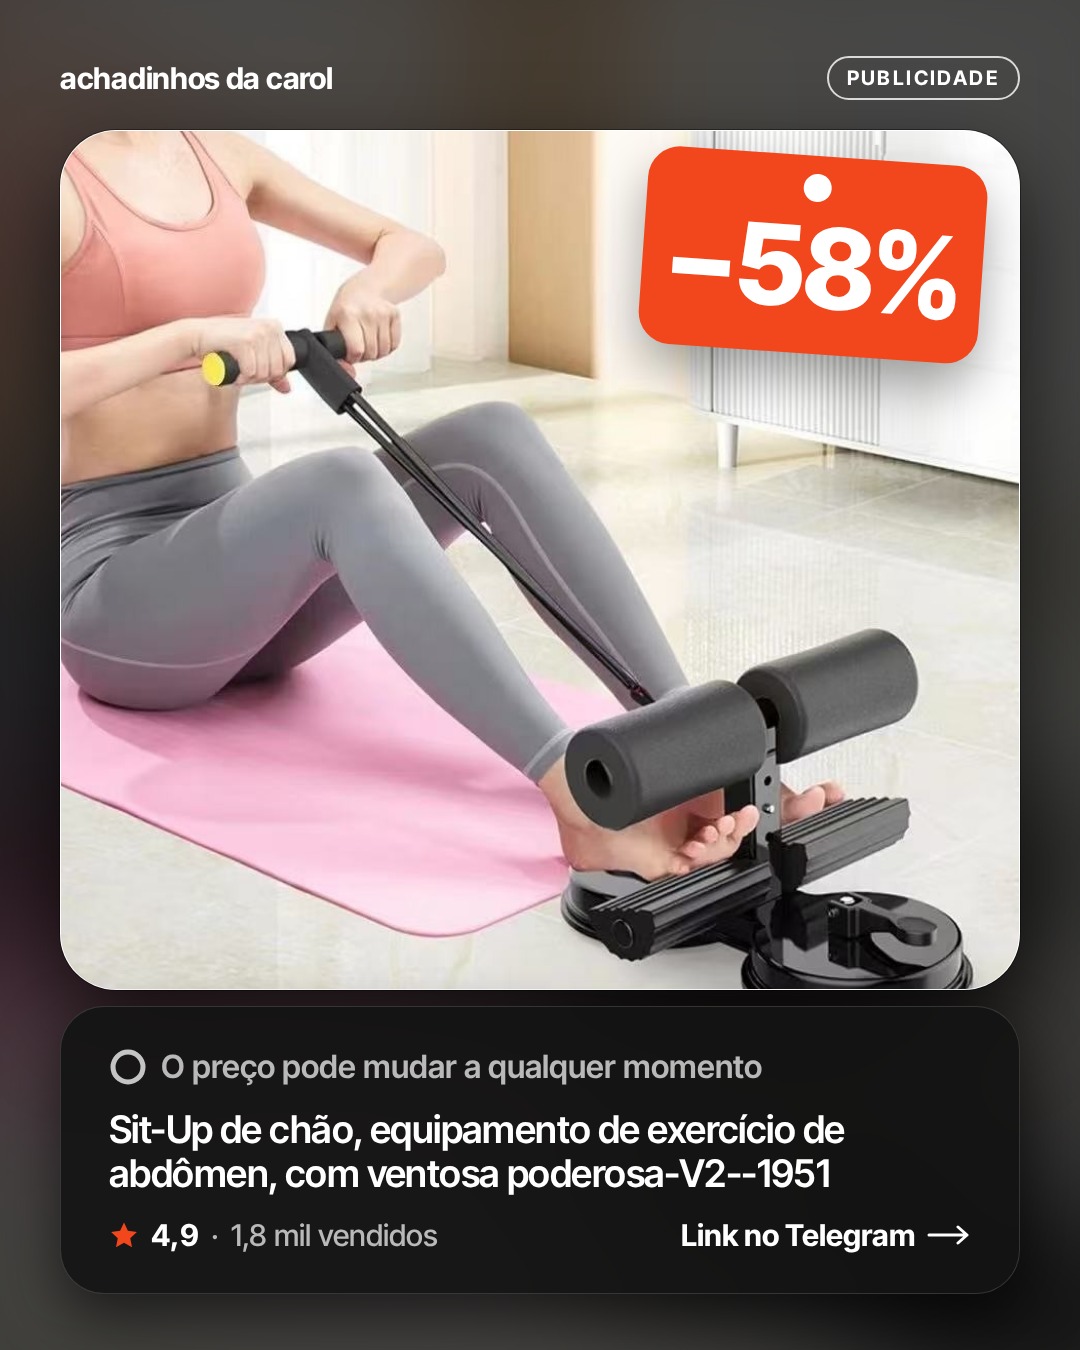 achadinhos da carol
PUBLICIDADE
-58%
O preço pode mudar a qualquer momento
Sit-Up de chão, equipamento de exercício de
abdômen, com ventosa poderosa-V2--1951
4,9 · 1,8 mil vendidos
Link no Telegram →